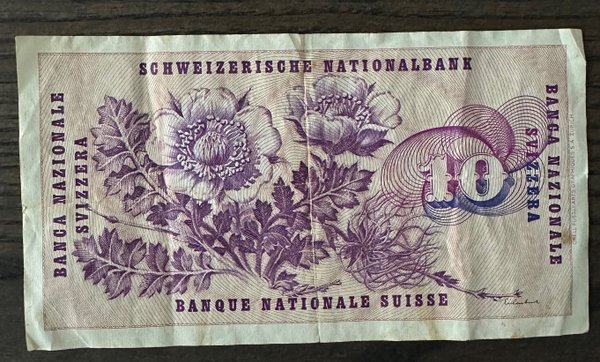 SCHWEIZERISCHE NATIONALBANK
BANCA NAZIONALE
SVIZZERA
10
BANCA NAZIONALE
SVIZZERA
BANQUE NATIONALE SUISSE